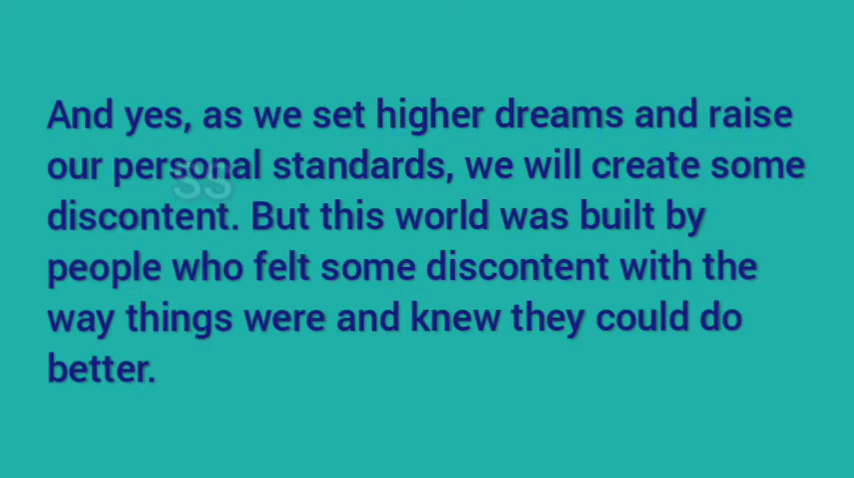 And yes, as we set higher dreams and raise
our personal standards, we will create some
ss
discontent. But this world was built by
people who felt some discontent with the
way things were and knew they could do
better.